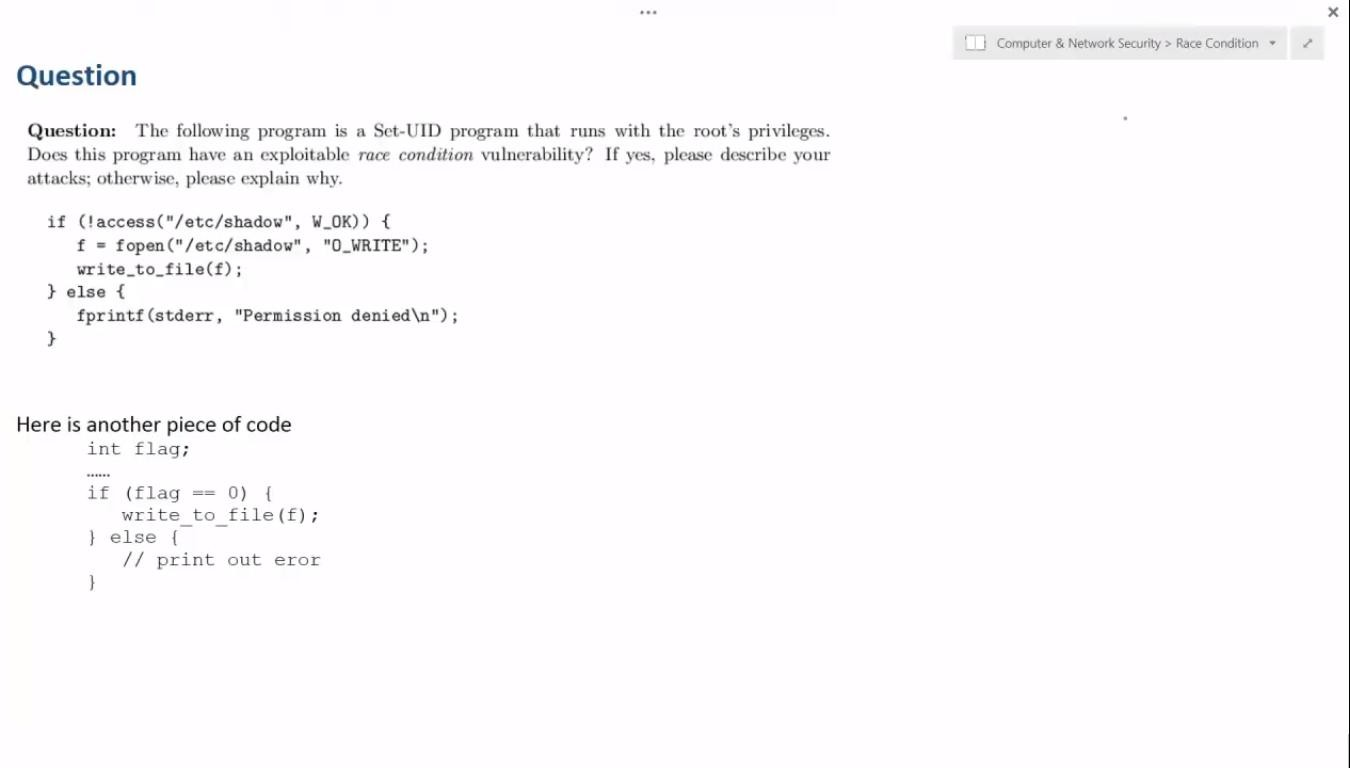 ...
Computer & Network Security > Race Condition
Question
Question: The following program is a Set-UID program that runs with the root's privileges.
Does this program have an exploitable race condition vulnerability? If yes, please describe your
attacks; otherwise, please explain why.
if (!access("/etc/shadow", W_OK)) {
f = fopen("/etc/shadow", "O_WRITE");
write_to_file(f);
} else {
fprintf(stderr, "Permission denied\n");
}
Here is another piece of code
int flag;
……
if (flag == 0) {
write_to_file(f);
} else {
// print out eror
}